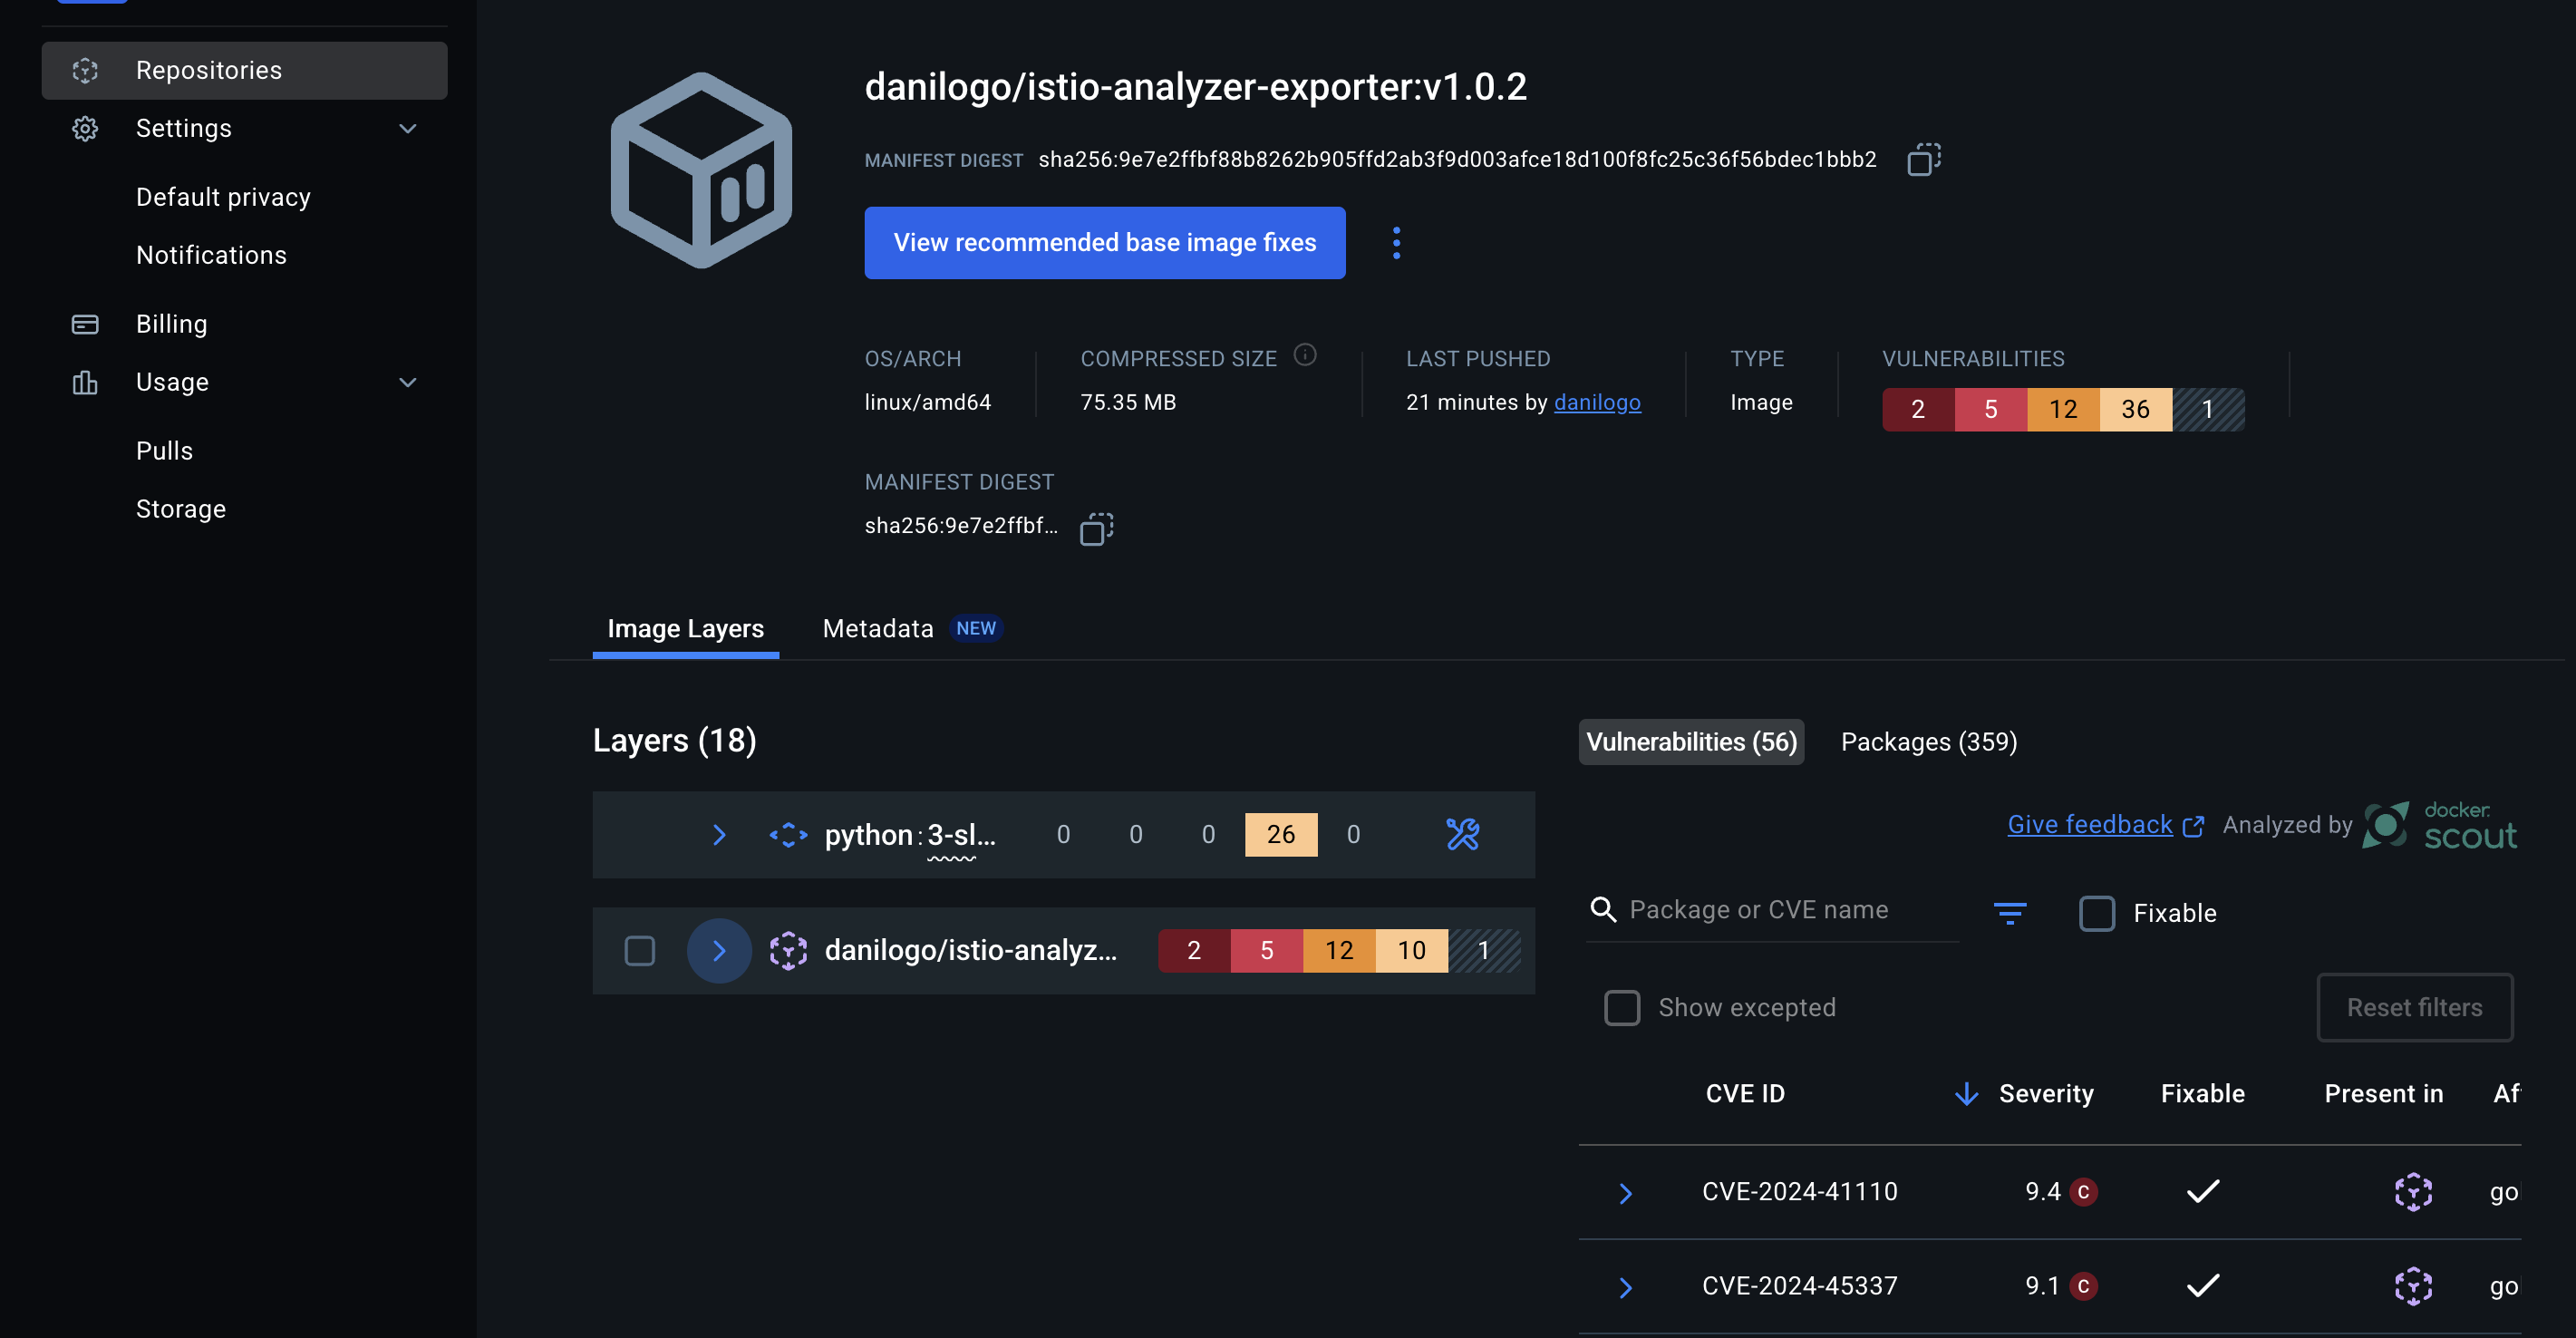 Repositories
Settings
Default privacy
Notifications
Billing
Usage
Pulls
Storage
danilogo/istio-analyzer-exporter:v1.0.2
MANIFEST DIGEST sha256:9e7e2ffbf88b8262b905ffd2ab3f9d003afce18d100f8fc25c36f56bdec1bbb2
View recommended base image fixes
OS/ARCH COMPRESSED SIZE LAST PUSHED TYPE VULNERABILITIES
linux/amd64 75.35 MB 21 minutes by danilogo Image 2 5 12 36 1
MANIFEST DIGEST
sha256:9e7e2ffbf...
Image Layers Metadata NEW
Layers (18)
python:3-sl... 0 0 0 26 0
danilogo/istio-analyz... 2 5 12 10 1
Vulnerabilities (56) Packages (359)
Give feedback Analyzed by docker scout
Package or CVE name Fixable
Show excepted Reset filters
CVE ID Severity Fixable Present in Af
CVE-2024-41110 9.4 C go
CVE-2024-45337 9.1 C go